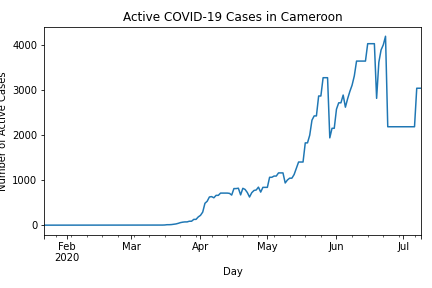 Active COVID-19 Cases in Cameroon
Number of Active Cases
4000
3000
2000
1000
0
Feb
2020
Mar
Apr
May
Jun
Jul
Day